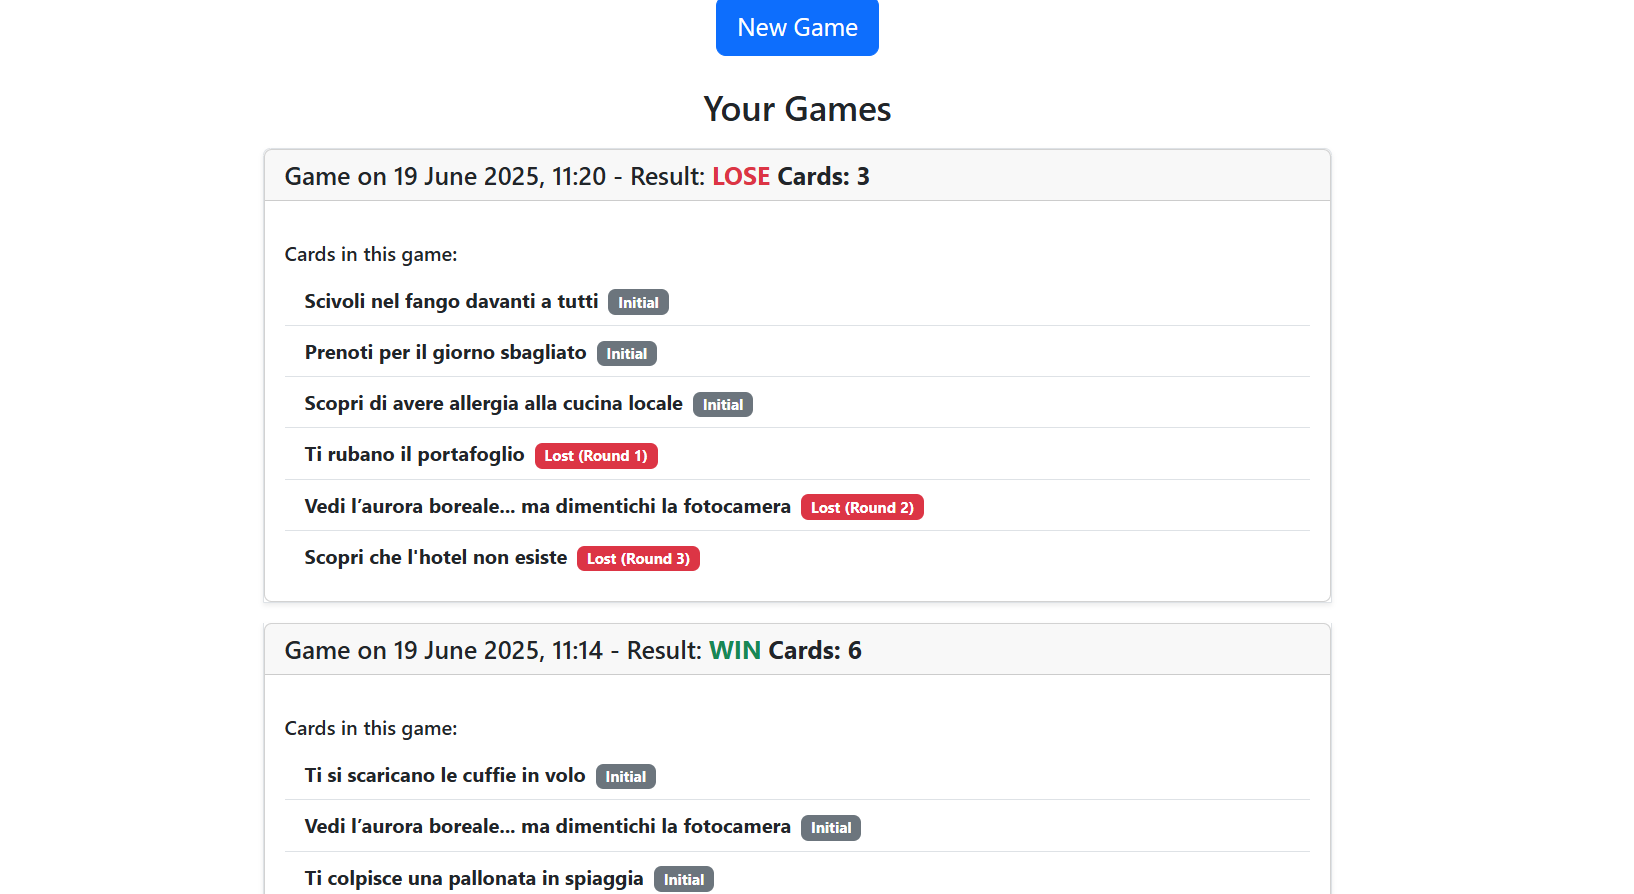 New Game
Your Games
Game on 19 June 2025, 11:20 - Result: LOSE Cards: 3
Cards in this game:
Scivoli nel fango davanti a tutti Initial
Prenoti per il giorno sbagliato Initial
Scopri di avere allergia alla cucina locale Initial
Ti rubano il portafoglio Lost (Round 1)
Vedi l’aurora boreale... ma dimentichi la fotocamera Lost (Round 2)
Scopri che l'hotel non esiste Lost (Round 3)
Game on 19 June 2025, 11:14 - Result: WIN Cards: 6
Cards in this game:
Ti si scaricano le cuffie in volo Initial
Vedi l’aurora boreale... ma dimentichi la fotocamera Initial
Ti colpisce una pallonata in spiaggia Initial